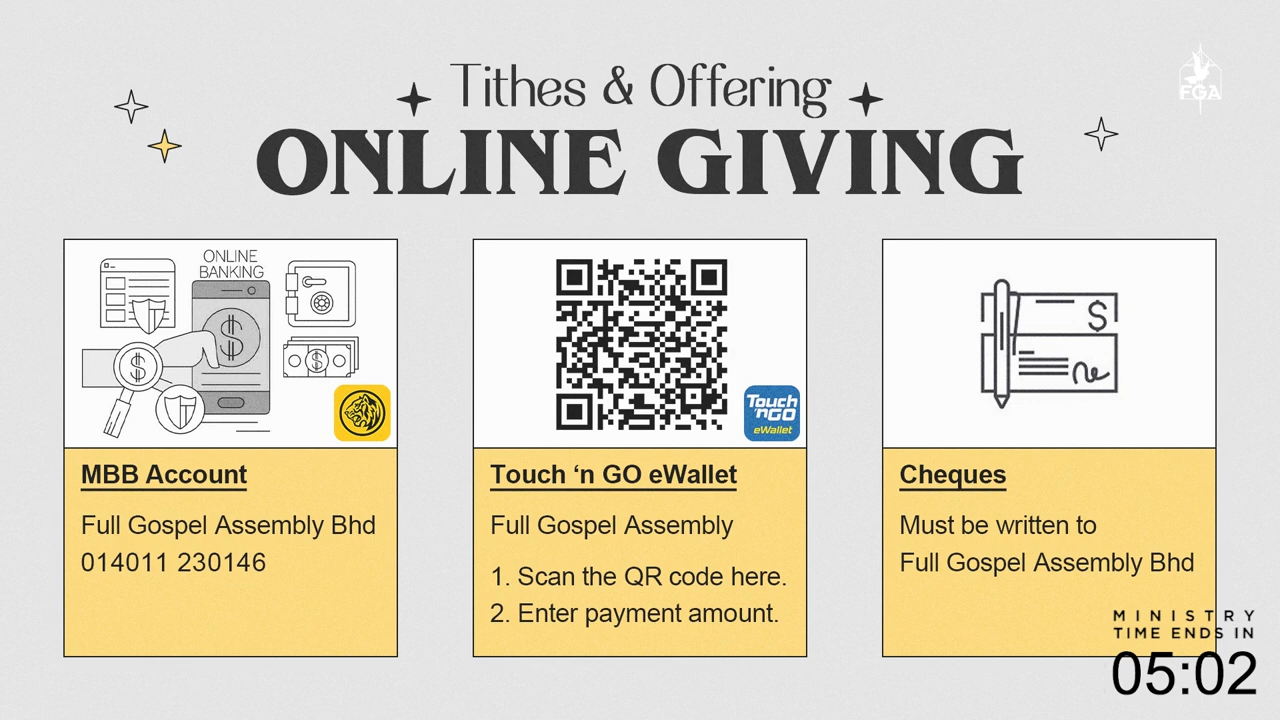 Tithes & Offering
ONLINE GIVING
FGA
ONLINE
BANKING
MBB Account
Full Gospel Assembly Bhd
014011 230146
Touch
'nGO
eWallet
Touch ‘n GO eWallet
Full Gospel Assembly
1. Scan the QR code here.
2. Enter payment amount.
$
Cheques
Must be written to
Full Gospel Assembly Bhd
MINISTRY
TIME ENDS IN
05:02